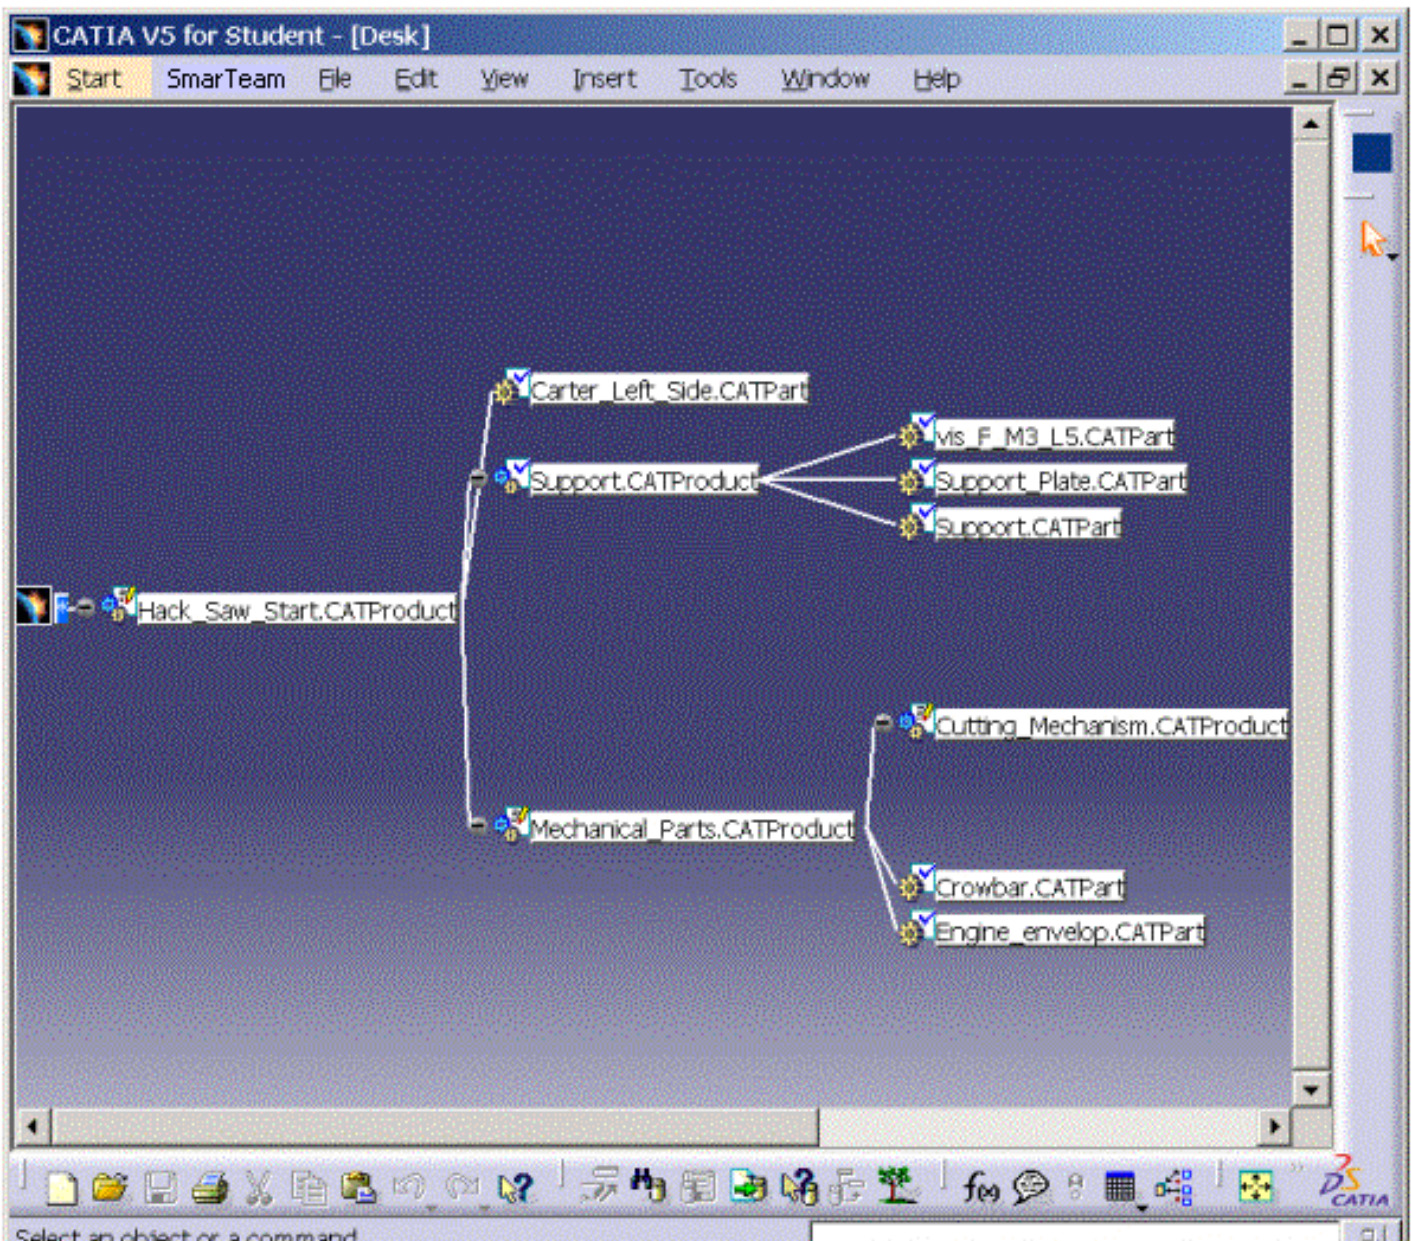 CATIA V5 for Student - [Desk]
Start SmarTeam File Edit View Insert Tools Window Help
Carter_Left_Side.CATPart
vis_F_M3_L5.CATPart
Support.CATProduct
Support_Plate.CATPart
Support.CATPart
Hack_Saw_Start.CATProduct
Cutting_Mechanism.CATProduct
Mechanical_Parts.CATProduct
Crowbar.CATPart
Engine_envelop.CATPart
f(x)
CATIA
Select an object or a command